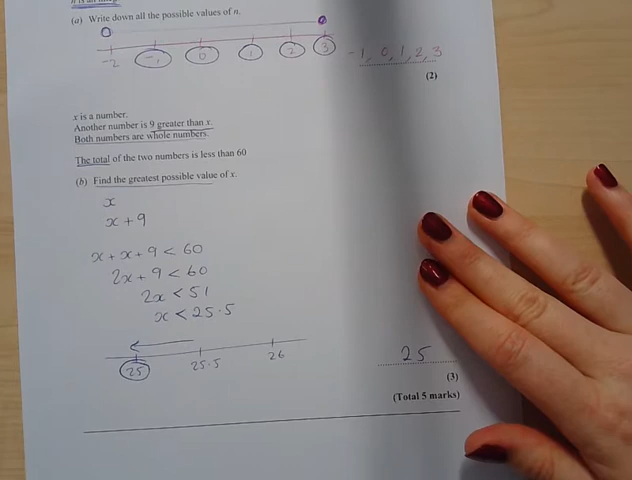 (a) Write down all the possible values of n.
-2 -1 0 1 2 3
-1, 0, 1, 2, 3
(2)
x is a number.
Another number is 9 greater than x.
Both numbers are whole numbers.
The total of the two numbers is less than 60
(b) Find the greatest possible value of x.
x
x + 9
x + x + 9 < 60
2x + 9 < 60
2x < 51
x < 25.5
25 25.5 26
25
(3)
(Total 5 marks)